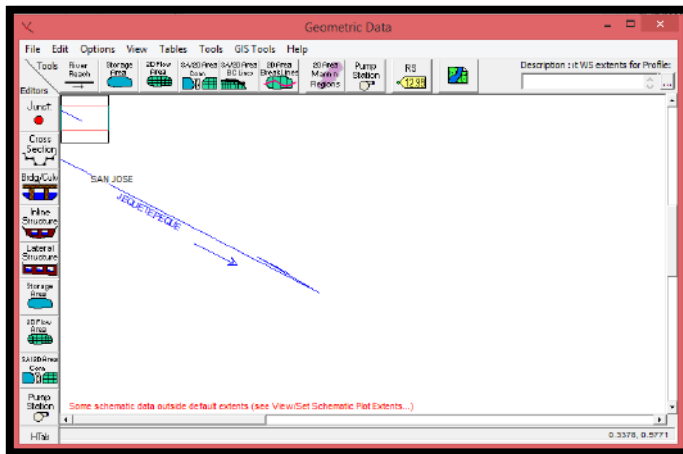 Geometric Data
File Edit Options View Tables Tools GIS Tools Help
Tools
Editors
River Reach
Storage Area
2D Flow Area
SA/2D Area Conn
SA/2D Area BC Lines
2D Area BreakLines
2D Area Mann n Regions
Pump Station
RS
Description : it WS extents for Profile:
...
Junct.
Cross Section
Brdg/Culv
Inline Structure
Lateral Structure
Storage Area
2D Flow Area
SA/2D Area Conn
Pump Station
HTab
SAN JOSE
JEQUETEPEQUE
Some schematic data outside default extents (see View/Set Schematic Plot Extents...)
0.3378, 0.5771